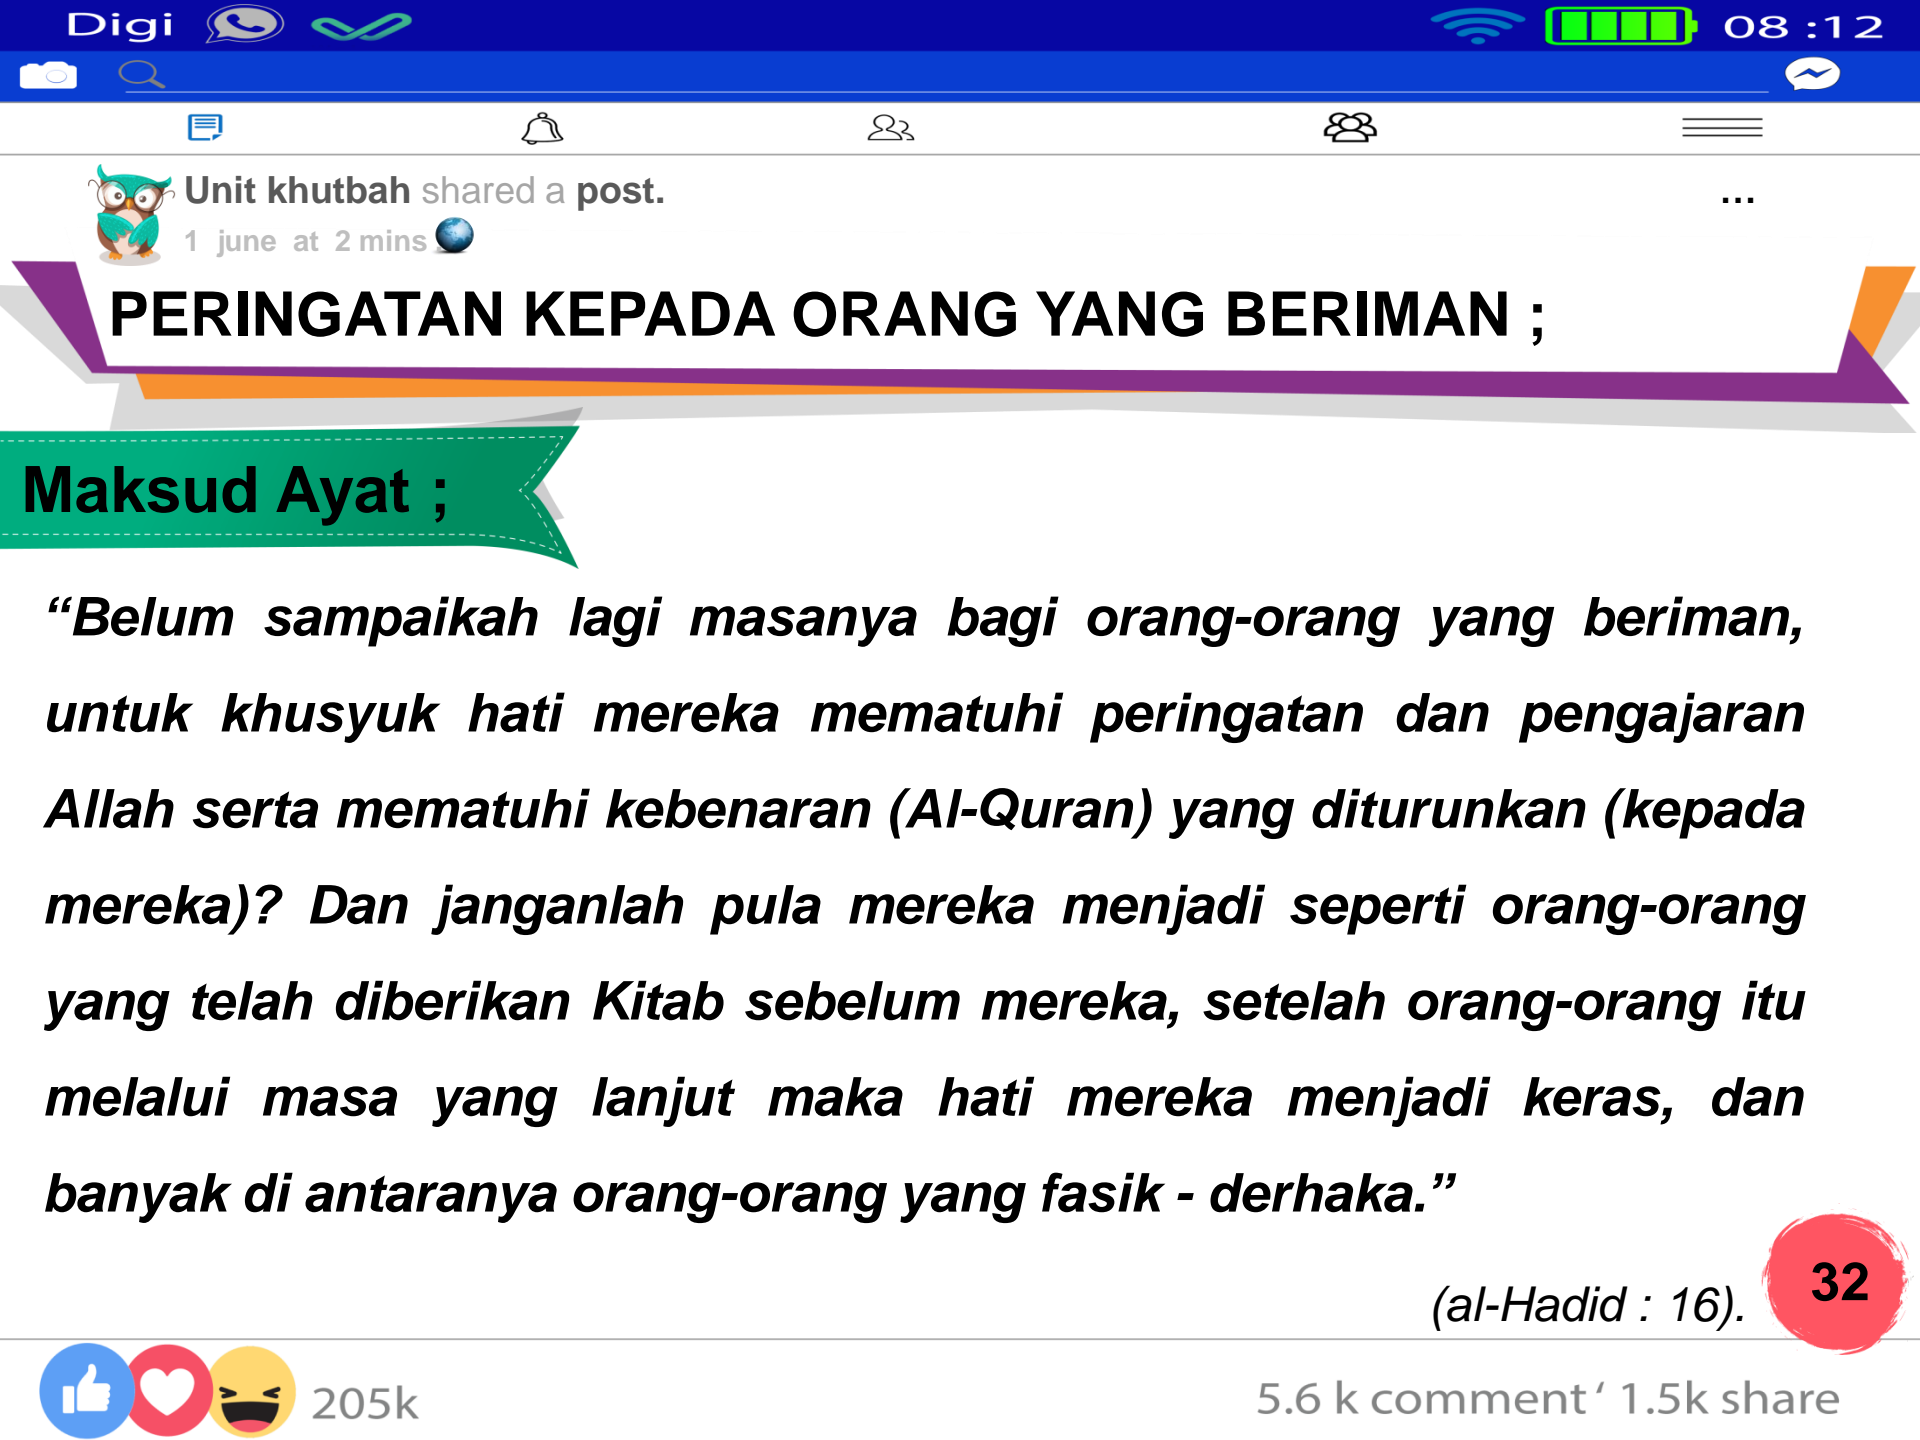 Digi
08 :12
Unit khutbah shared a post.
...
1 june at 2 mins
PERINGATAN KEPADA ORANG YANG BERIMAN ;
Maksud Ayat ;
“Belum sampaikah lagi masanya bagi orang-orang yang beriman,
untuk khusyuk hati mereka mematuhi peringatan dan pengajaran
Allah serta mematuhi kebenaran (Al-Quran) yang diturunkan (kepada
mereka)? Dan janganlah pula mereka menjadi seperti orang-orang
yang telah diberikan Kitab sebelum mereka, setelah orang-orang itu
melalui masa yang lanjut maka hati mereka menjadi keras, dan
banyak di antaranya orang-orang yang fasik - derhaka.”
(al-Hadid : 16).
32
205k
5.6 k comment ‘ 1.5k share